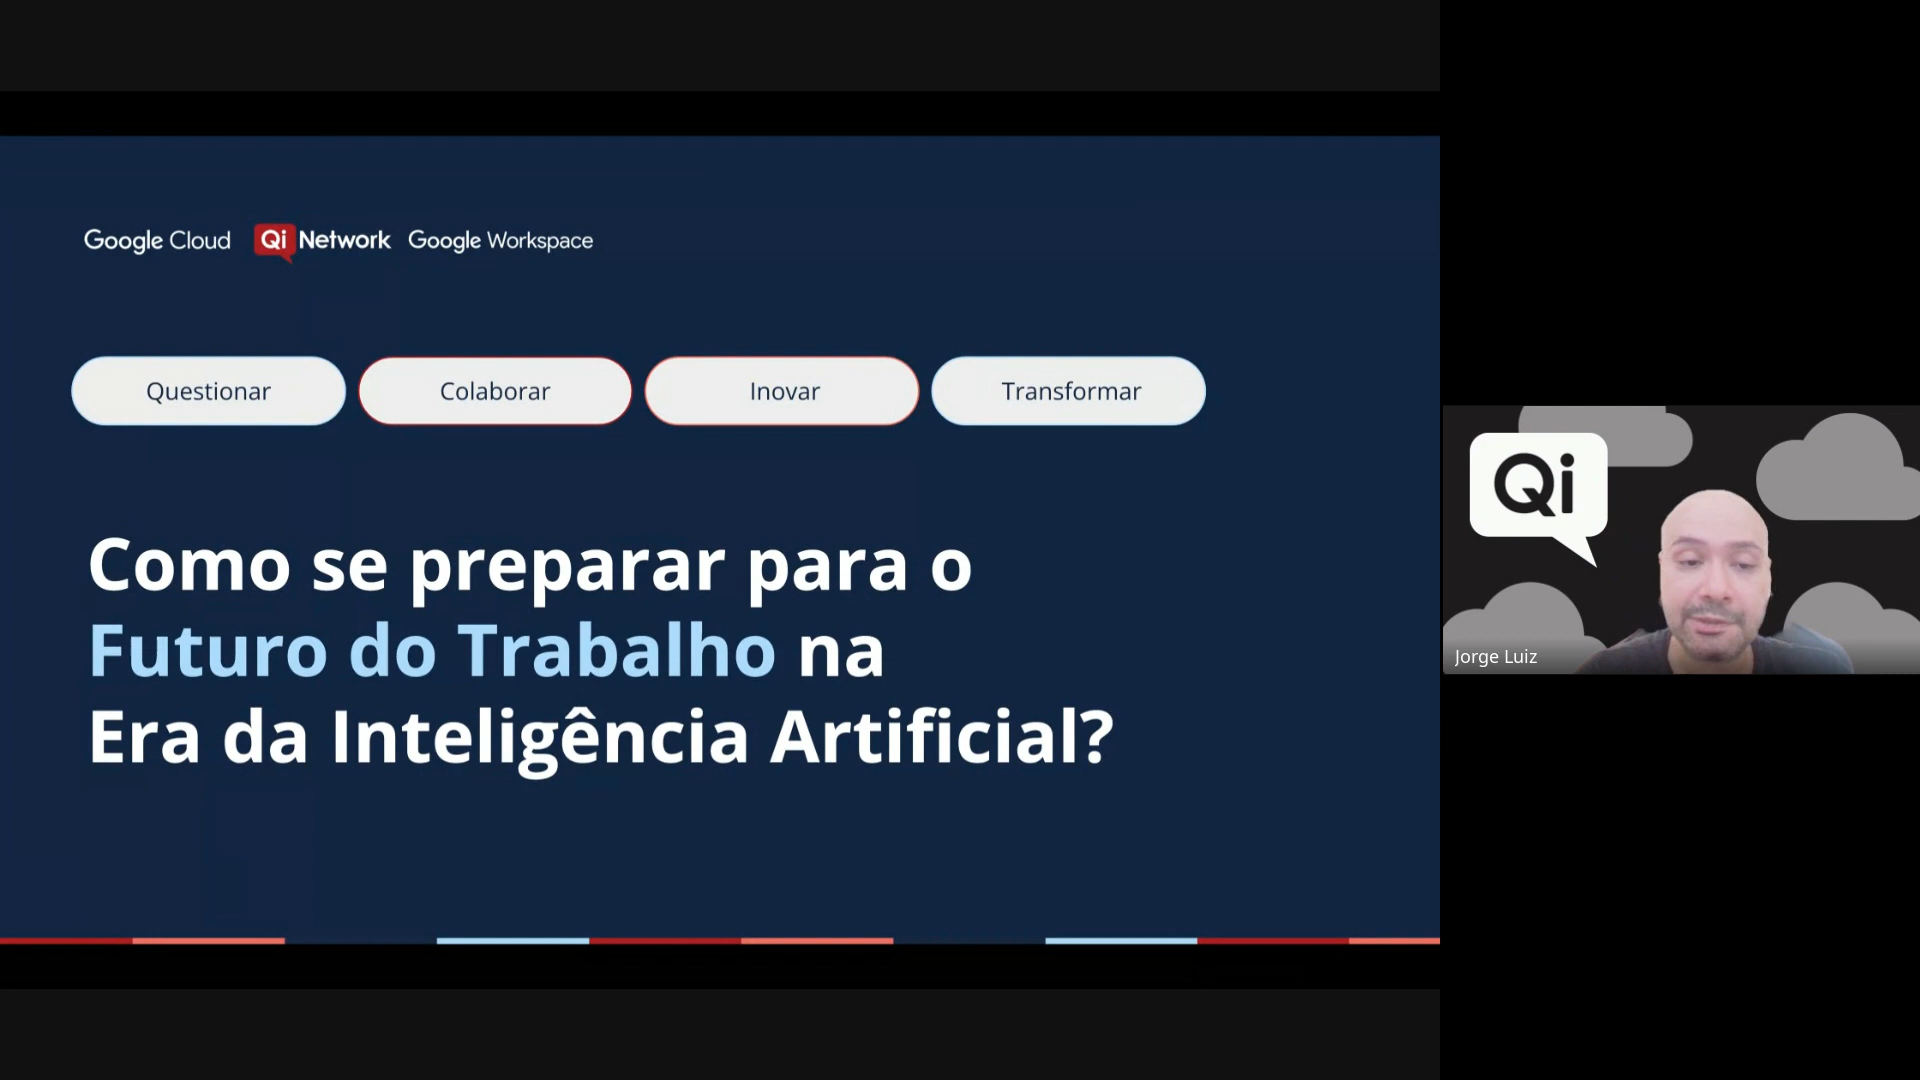 Google Cloud Qi Network Google Workspace
Questionar Colaborar Inovar Transformar
Como se preparar para o
Futuro do Trabalho na
Era da Inteligência Artificial?
Qi
Jorge Luiz